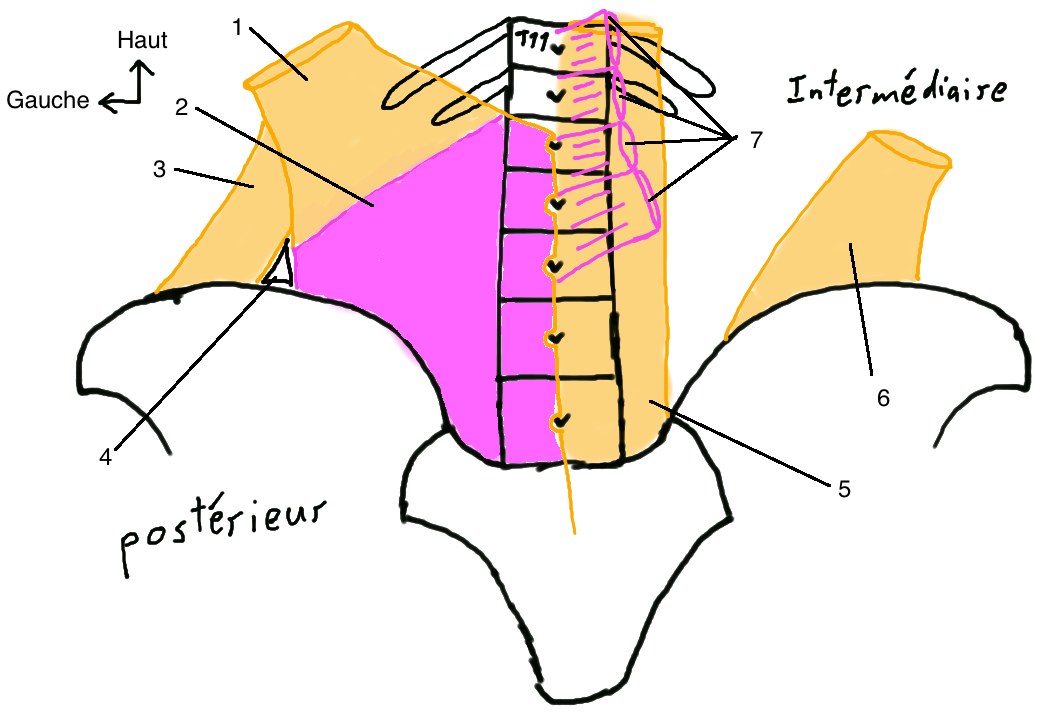 1
Haut
T11
Gauche
Intermédiaire
2
7
3
6
4
5
postérieur